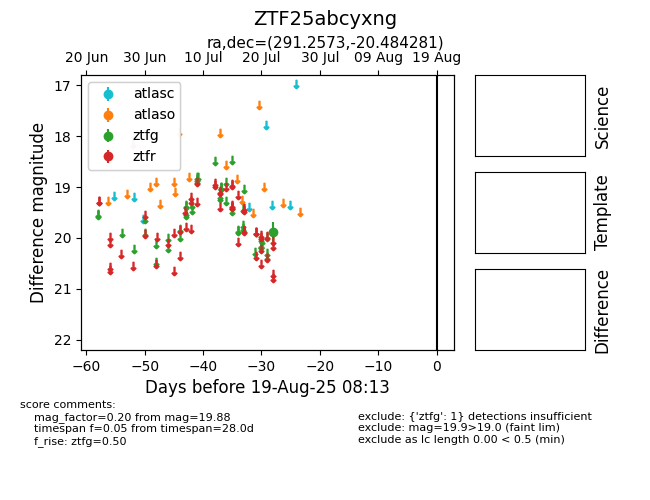 ZTF25abcyxng
ra,dec=(291.2573,-20.484281)
20 Jun 30 Jun 10 Jul 20 Jul 30 Jul 09 Aug 19 Aug
atlasc
atlaso
ztfg
ztfr
17
18
19
20
21
22
Difference magnitude
−60 −50 −40 −30 −20 −10 0
Days before 19-Aug-25 08:13
Science
Template
Difference
score comments:
mag_factor=0.20 from mag=19.88
timespan f=0.05 from timespan=28.0d
f_rise: ztfg=0.50
exclude: {'ztfg': 1} detections insufficient
exclude: mag=19.9>19.0 (faint lim)
exclude as lc length 0.00 < 0.5 (min)